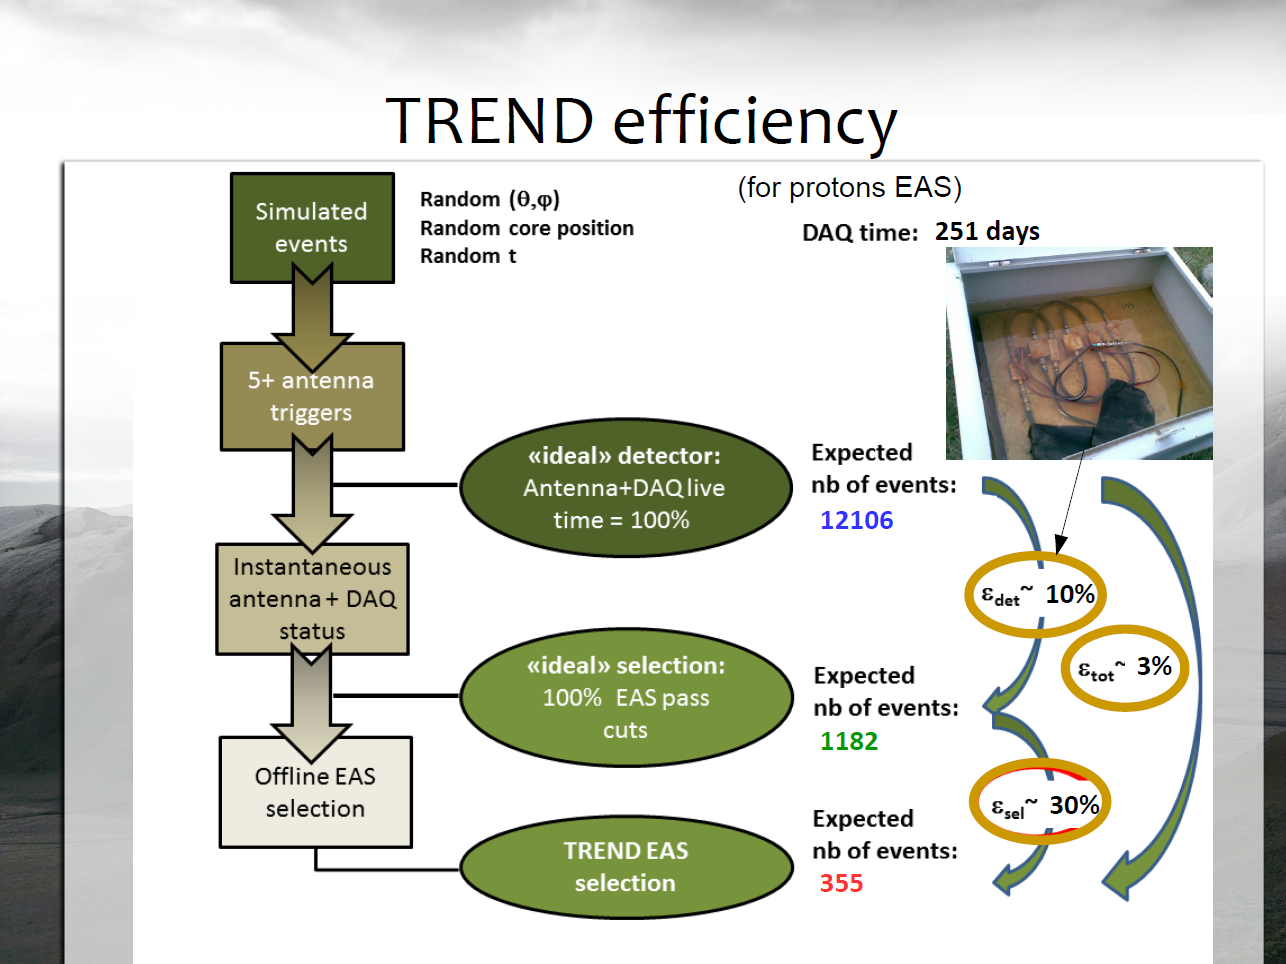 TREND efficiency
(for protons EAS)
DAQ time: 251 days
Simulated
events
Random (θ,φ)
Random core position
Random t
5+ antenna
triggers
«ideal» detector:
Antenna+DAQ live
time = 100%
Expected
nb of events:
12106
Instantaneous
antenna + DAQ
status
εdet~ 10%
εtot~ 3%
«ideal» selection:
100% EAS pass
cuts
Expected
nb of events:
1182
Offline EAS
selection
εsel~ 30%
TREND EAS
selection
Expected
nb of events:
355